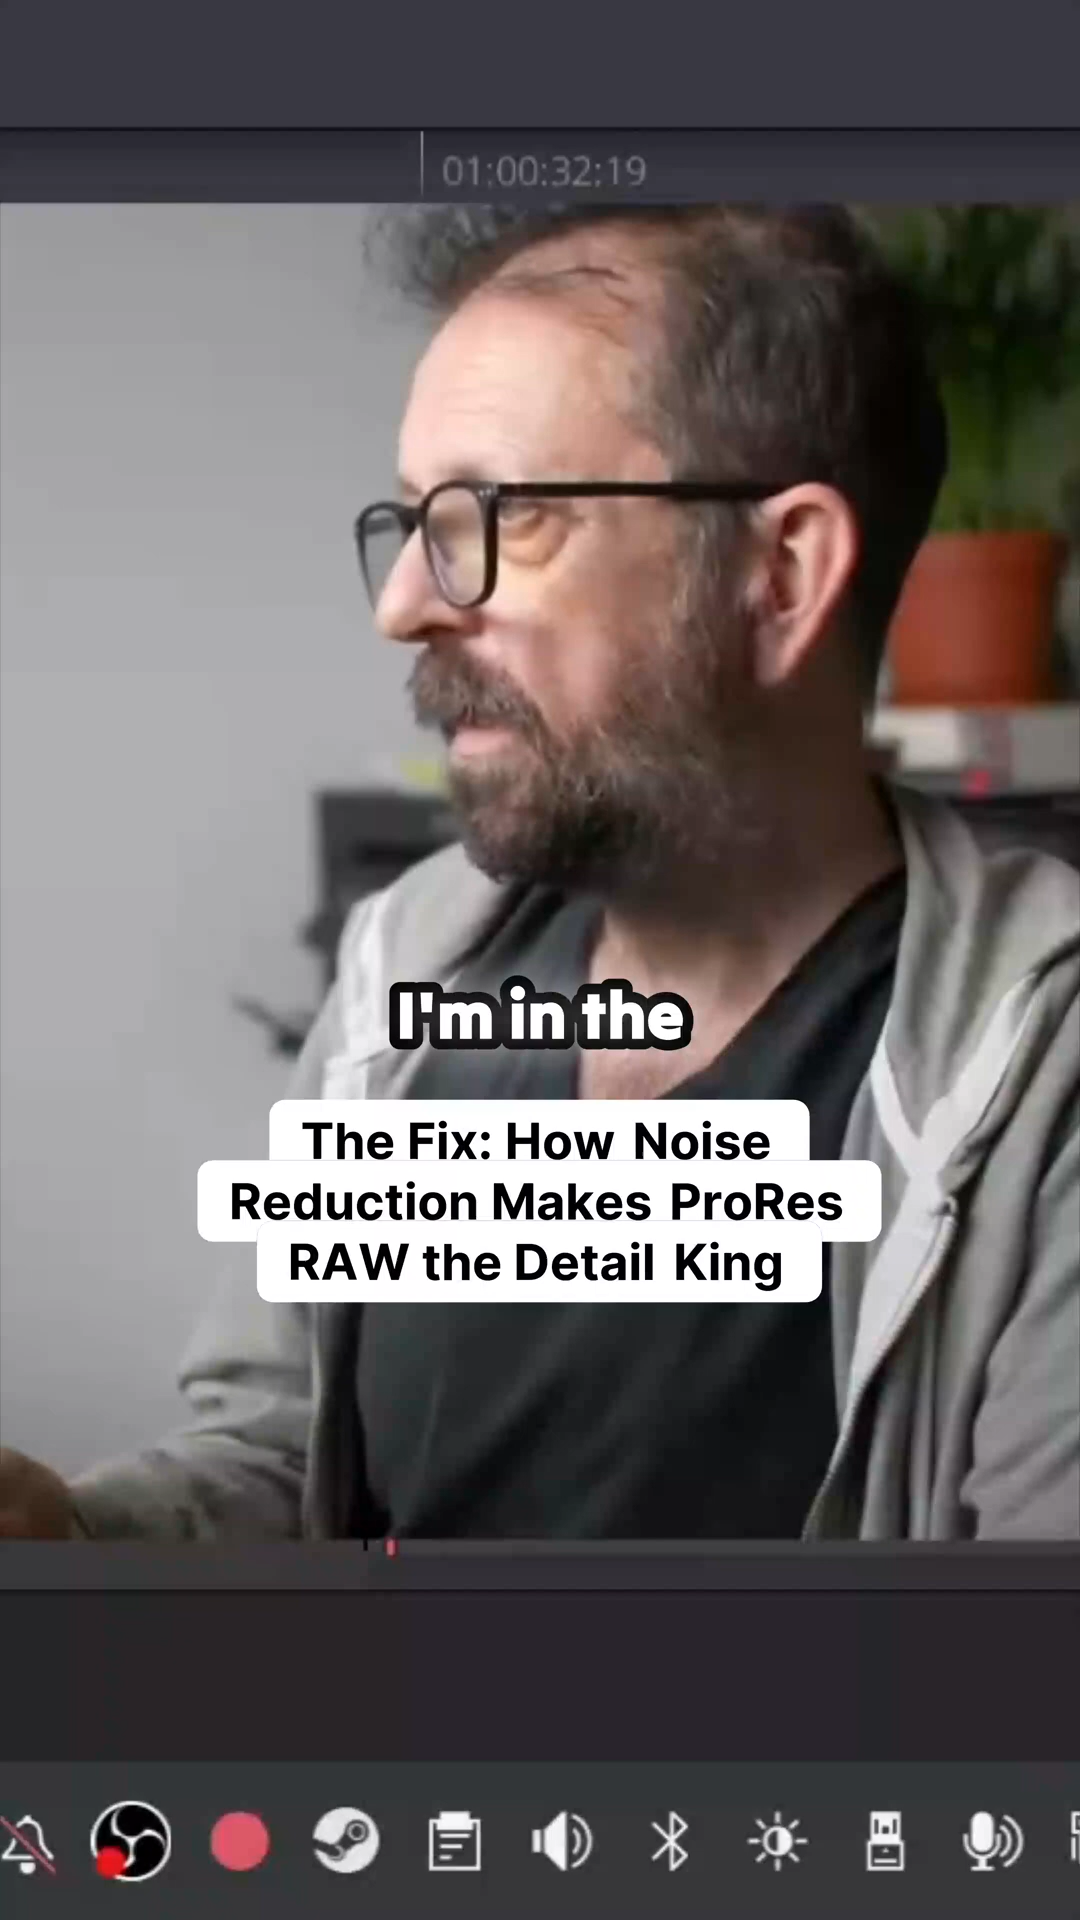 01:00:32:19
I'm in the
The Fix: How Noise
Reduction Makes ProRes
RAW the Detail King